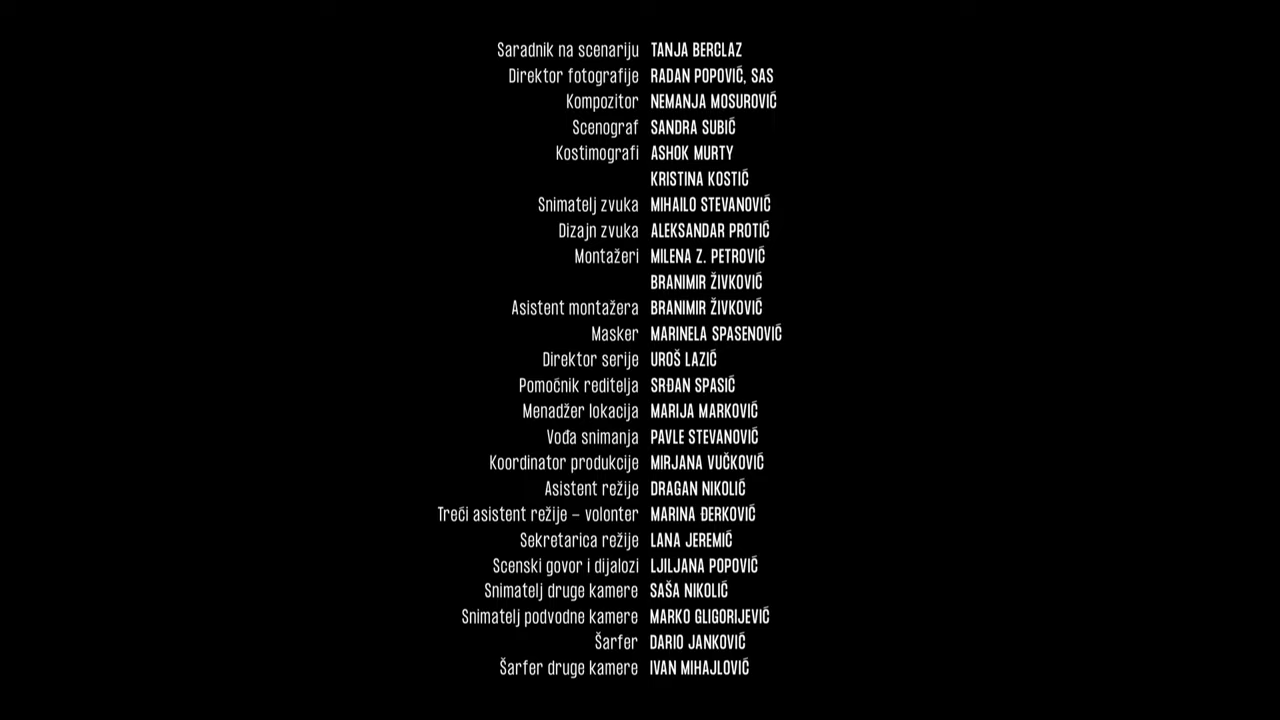 Saradnik na scenariju TANJA BERCLAZ
Direktor fotografije RADAN POPOVIĆ, SAS
Kompozitor NEMANJA MOSUROVIĆ
Scenograf SANDRA SUBIĆ
Kostimografi ASHOK MURTY
KRISTINA KOSTIĆ
Snimatelj zvuka MIHAILO STEVANOVIĆ
Dizajn zvuka ALEKSANDAR PROTIĆ
Montažeri MILENA Z. PETROVIĆ
BRANIMIR ŽIVKOVIĆ
Asistent montažera BRANIMIR ŽIVKOVIĆ
Masker MARINELA SPASENOVIĆ
Direktor serije UROŠ LAZIĆ
Pomoćnik reditelja SRĐAN SPASIĆ
Menadžer lokacija MARIJA MARKOVIĆ
Vođa snimanja PAVLE STEVANOVIĆ
Koordinator produkcije MIRJANA VUČKOVIĆ
Asistent režije DRAGAN NIKOLIĆ
Treći asistent režije – volonter MARINA ĐERKOVIĆ
Sekretarica režije LANA JEREMIĆ
Scenski govor i dijalozi LJILJANA POPOVIĆ
Snimatelj druge kamere SAŠA NIKOLIĆ
Snimatelj podvodne kamere MARKO GLIGORIJEVIĆ
Šarfer DARIO JANKOVIĆ
Šarfer druge kamere IVAN MIHAJLOVIĆ